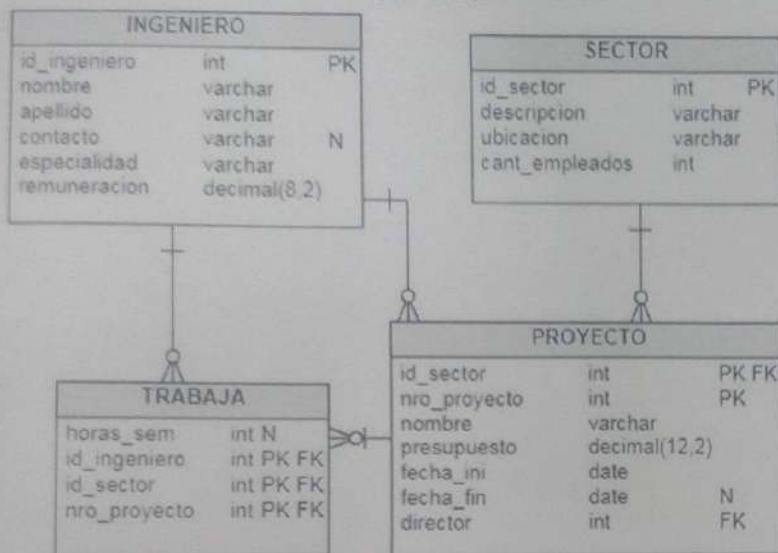 INGENIERO
id_ingeniero int PK
nombre varchar
apellido varchar
contacto varchar N
especialidad varchar
remuneracion decimal(8,2)
SECTOR
id_sector int PK
descripcion varchar
ubicacion varchar
cant_empleados int
TRABAJA
horas_sem int N
id_ingeniero int PK FK
id_sector int PK FK
nro_proyecto int PK FK
PROYECTO
id_sector int PK FK
nro_proyecto int PK
nombre varchar
presupuesto decimal(12,2)
fecha_ini date
fecha_fin date N
director int FK